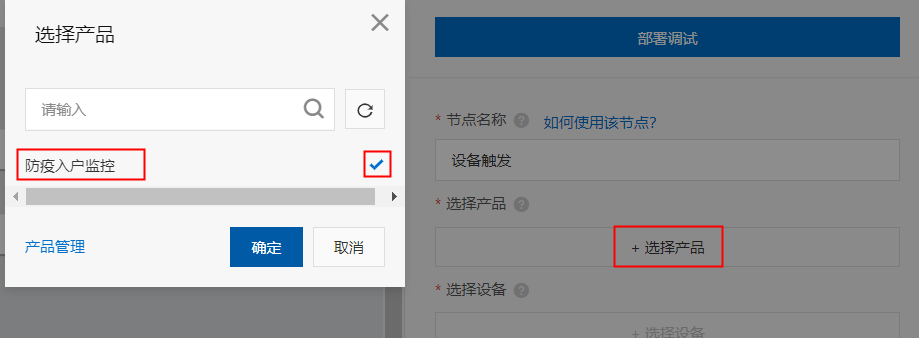 选择产品
请输入
防疫入户监控
产品管理
确定
取消
部署调试
* 节点名称 ? 如何使用该节点?
设备触发
* 选择产品 ?
+ 选择产品
* 选择设备 ?
+ 选择设备